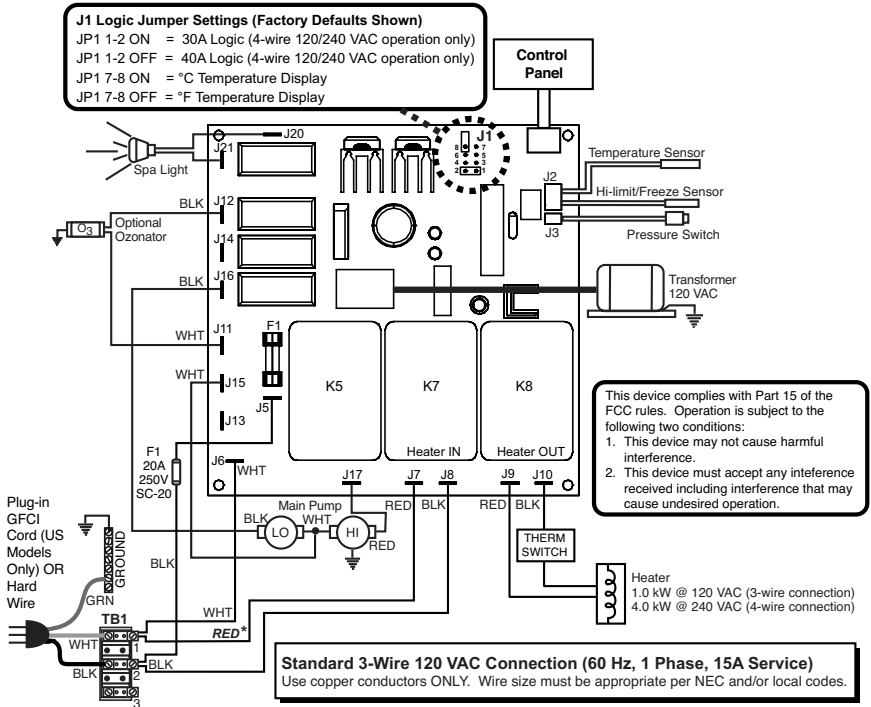 J1 Logic Jumper Settings (Factory Defaults Shown)
JP1 1-2 ON = 30A Logic (4-wire 120/240 VAC operation only)
JP1 1-2 OFF = 40A Logic (4-wire 120/240 VAC operation only)
JP1 7-8 ON = °C Temperature Display
JP1 7-8 OFF = °F Temperature Display
Control
Panel
J20
J21
Spa Light
J1
8 7
6 5
4 3
2 1
Temperature Sensor
J2
Hi-limit/Freeze Sensor
J3
Pressure Switch
BLK
J12
O3
Optional
Ozonator
J14
BLK
J16
Transformer
120 VAC
WHT
J11
F1
WHT
J15
J5
J13
K5
K7
K8
Heater IN
Heater OUT
This device complies with Part 15 of the
FCC rules. Operation is subject to the
following two conditions:
1. This device may not cause harmful
interference.
2. This device must accept any inteference
received including interference that may
cause undesired operation.
F1
20A
250V
SC-20
J6
WHT
J17
J7
J8
J9
J10
Main Pump
BLK
LO
WHT
HI
RED
RED
BLK
RED
BLK
THERM
SWITCH
Plug-in
GFCI
Cord (US
Models
Only) OR
Hard
Wire
GROUND
BLK
GRN
Heater
1.0 kW @ 120 VAC (3-wire connection)
4.0 kW @ 240 VAC (4-wire connection)
TB1
WHT
RED*
WHT
1
BLK
BLK
2
3
Standard 3-Wire 120 VAC Connection (60 Hz, 1 Phase, 15A Service)
Use copper conductors ONLY. Wire size must be appropriate per NEC and/or local codes.